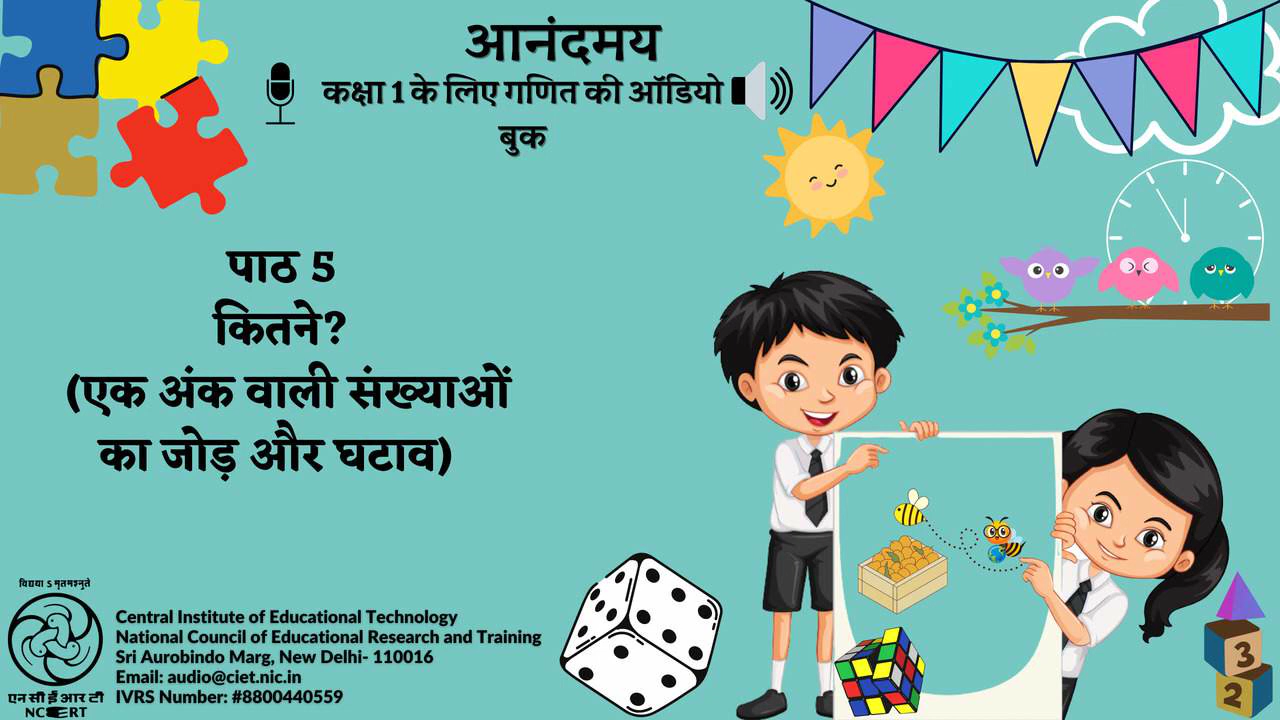 आनंदमय
कक्षा 1 के लिए गणित की ऑडियो
बुक
पाठ 5
कितने?
(एक अंक वाली संख्याओं
का जोड़ और घटाव)
विद्यया ऽ मृतमश्नुते
एन सी ई आर टी
NCERT
Central Institute of Educational Technology
National Council of Educational Research and Training
Sri Aurobindo Marg, New Delhi- 110016
Email: audio@ciet.nic.in
IVRS Number: #8800440559
3
2